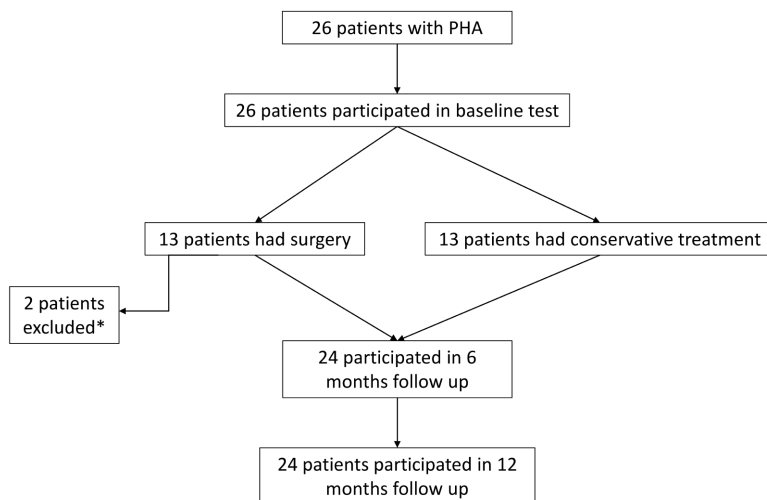 26 patients with PHA
26 patients participated in baseline test
13 patients had surgery
13 patients had conservative treatment
2 patients
excluded*
24 participated in 6
months follow up
24 patients participated in 12
months follow up